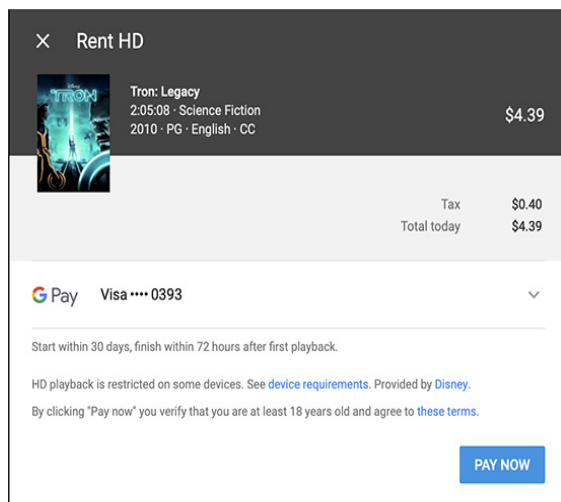 Rent HD
Disney
TRON
Tron: Legacy
2:05:08 · Science Fiction
2010 · PG · English · CC
$4.39
Tax $0.40
Total today $4.39
G Pay Visa •••• 0393
Start within 30 days, finish within 72 hours after first playback.
HD playback is restricted on some devices. See device requirements. Provided by Disney.
By clicking "Pay now" you verify that you are at least 18 years old and agree to these terms.
PAY NOW